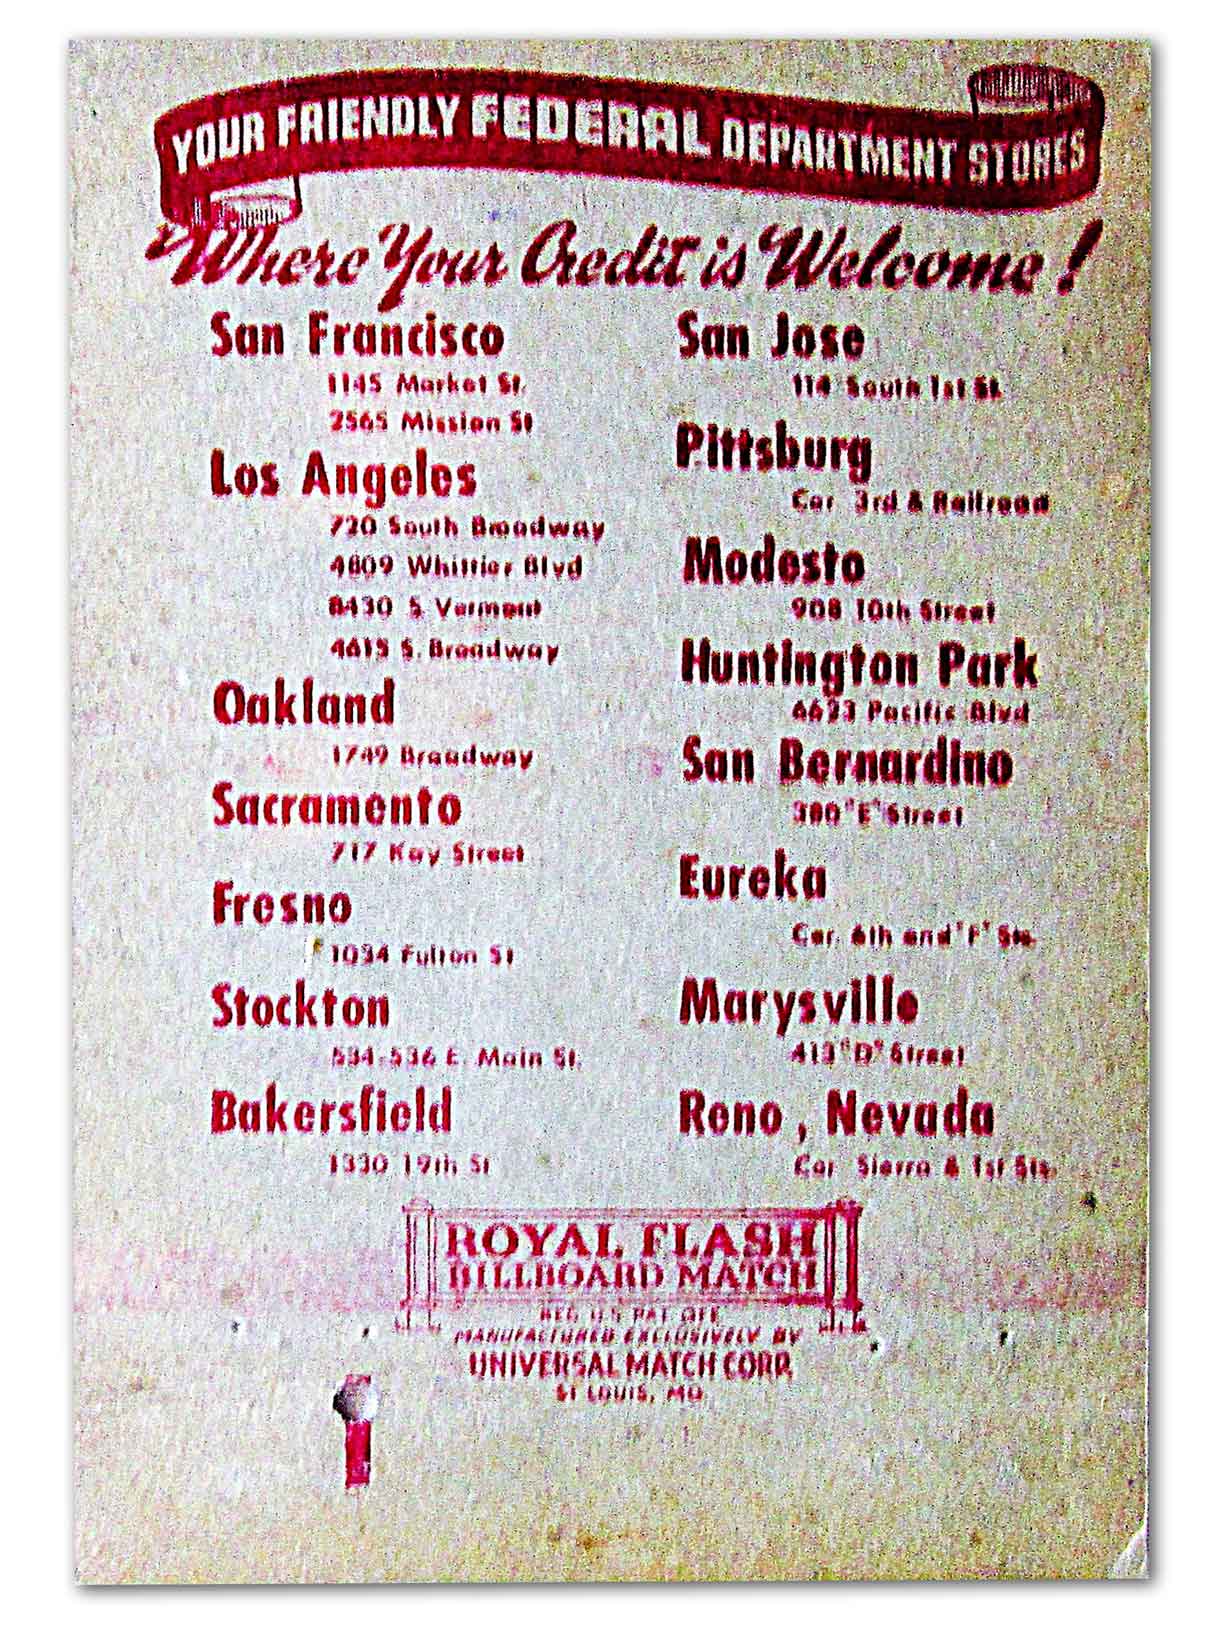 YOUR FRIENDLY FEDERAL DEPARTMENT STORES
Where Your Credit is Welcome!
San Francisco
1145 Market St.
2565 Mission St
Los Angeles
720 South Broadway
4809 Whittier Blvd
8430 S. Vermont
4615 S. Broadway
Oakland
1749 Broadway
Sacramento
717 Kay Street
Fresno
1034 Fulton St
Stockton
534-536 E. Main St.
Bakersfield
1330 19th St
San Jose
114 South 1st St.
Pittsburg
Cor. 3rd & Railroad
Modesto
908 10th Street
Huntington Park
6623 Pacific Blvd
San Bernardino
380 "E" Street
Eureka
Cor. 6th and "F" Sts.
Marysville
413 "D" Street
Reno, Nevada
Cor. Sierra & 1st Sts.
ROYAL FLASH
BILLBOARD MATCH
REG. U.S. PAT. OFF.
MANUFACTURED EXCLUSIVELY BY
UNIVERSAL MATCH CORP.
ST. LOUIS, MO.